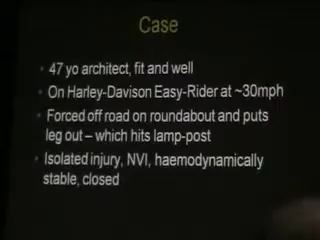 Case
• 47 yo architect, fit and well
• On Harley-Davison Easy-Rider at ~30mph
• Forced off road on roundabout and puts
leg out – which hits lamp-post
• Isolated injury, NVI, haemodynamically
stable, closed